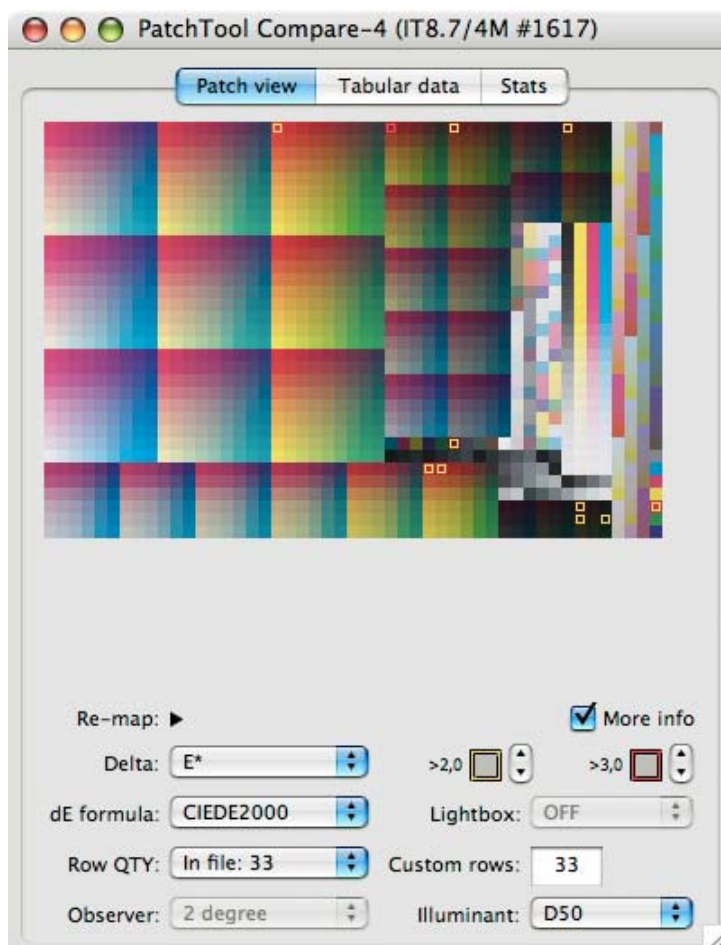 PatchTool Compare-4 (IT8.7/4M #1617)
Patch view Tabular data Stats
Re-map: More info
Delta: E* >2,0 >3,0
dE formula: CIEDE2000 Lightbox: OFF
Row QTY: In file: 33 Custom rows: 33
Observer: 2 degree Illuminant: D50